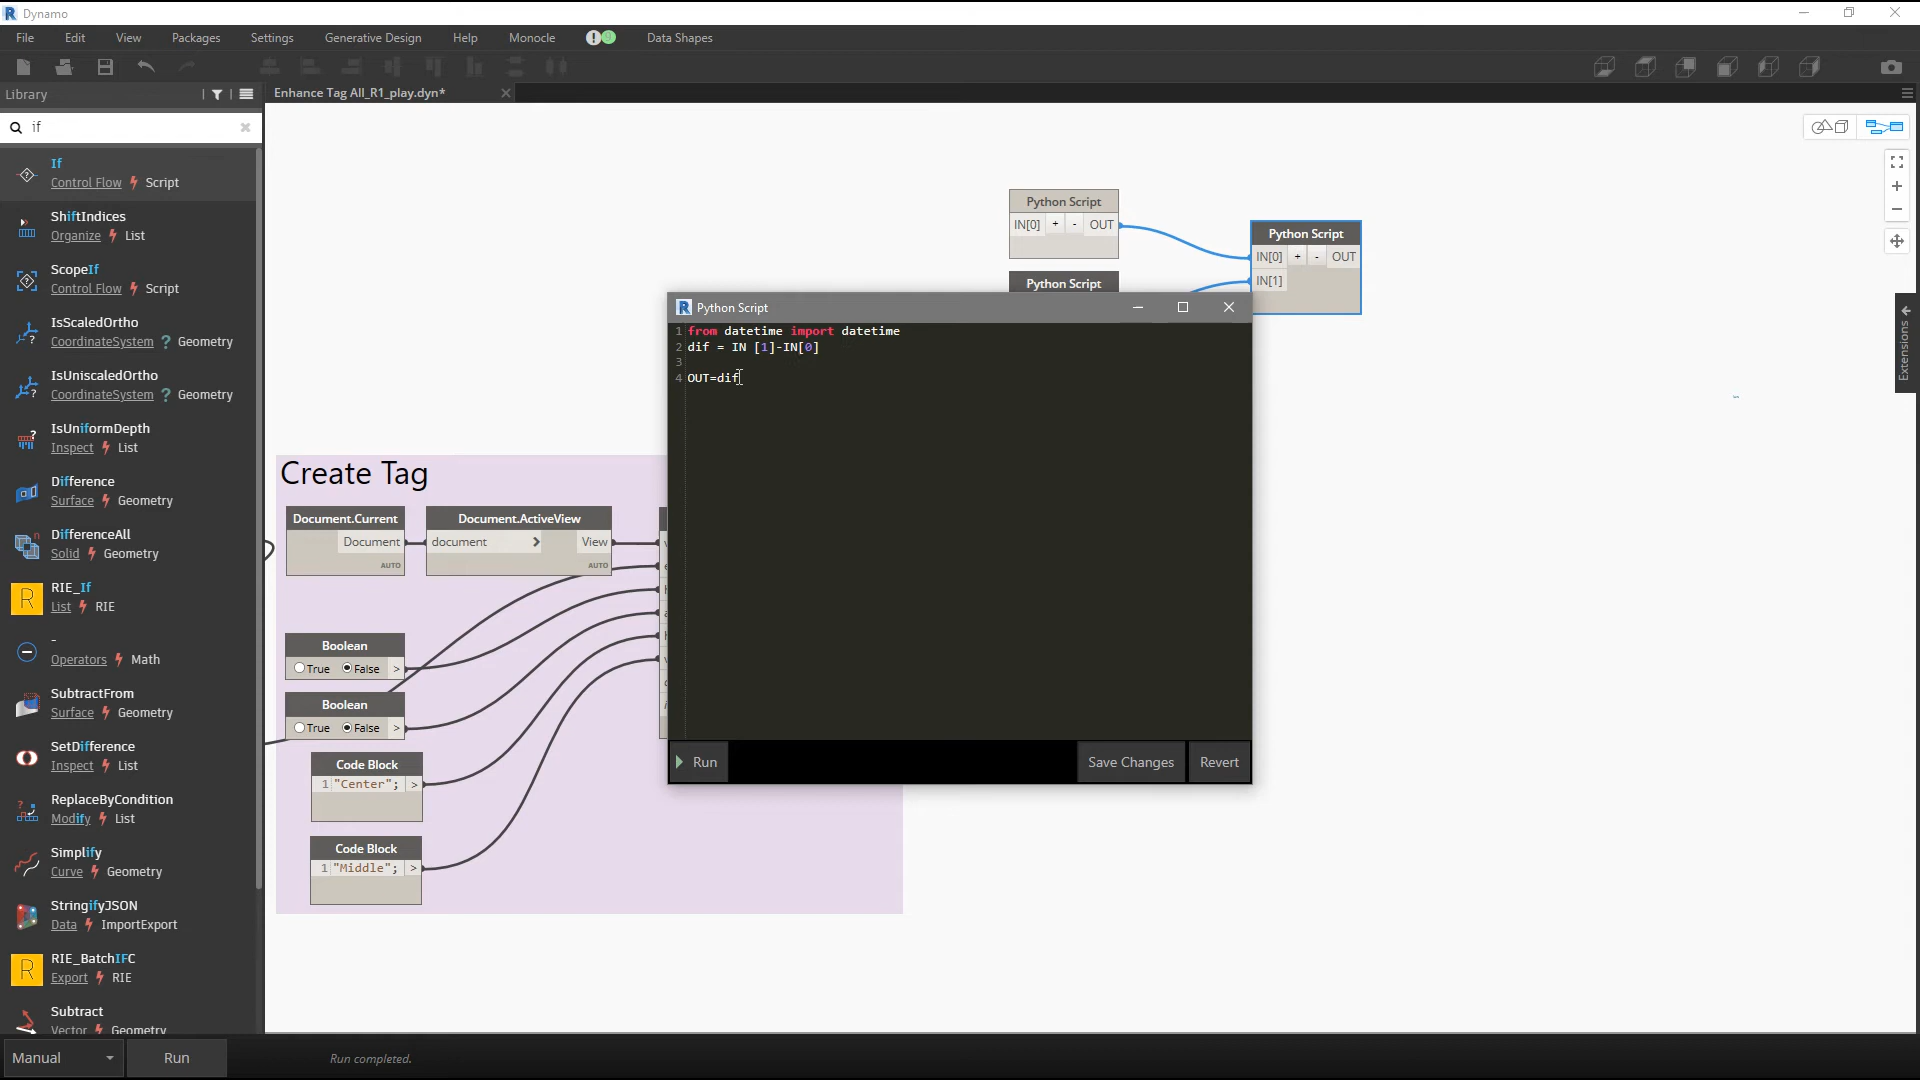 Dynamo
File Edit View Packages Settings Generative Design Help Monocle Data Shapes
Library
Enhance Tag All_R1_play.dyn*
if
If
Control Flow Script
ShiftIndices
Organize List
ScopeIf
Control Flow Script
IsScaledOrtho
CoordinateSystem ? Geometry
IsUniscaledOrtho
CoordinateSystem ? Geometry
IsUniformDepth
Inspect List
Difference
Surface Geometry
DifferenceAll
Solid Geometry
RIE_If
List RIE
-
Operators Math
SubtractFrom
Surface Geometry
SetDifference
Inspect List
ReplaceByCondition
Modify List
Simplify
Curve Geometry
StringifyJSON
Data ImportExport
RIE_BatchIFC
Export RIE
Subtract
Vector Geometry
Python Script
IN[0] + - OUT
Python Script
Python Script
IN[0] + - OUT
IN[1]
Extensions
Python Script
1 from datetime import datetime
2 dif = IN [1]-IN[0]
3
4 OUT=dif
Run Save Changes Revert
Create Tag
Document.Current
Document
AUTO
Document.ActiveView
document > View
AUTO
Boolean
True False >
Boolean
True False >
Code Block
1 "Center"; >
Code Block
1 "Middle"; >
Manual Run Run completed.